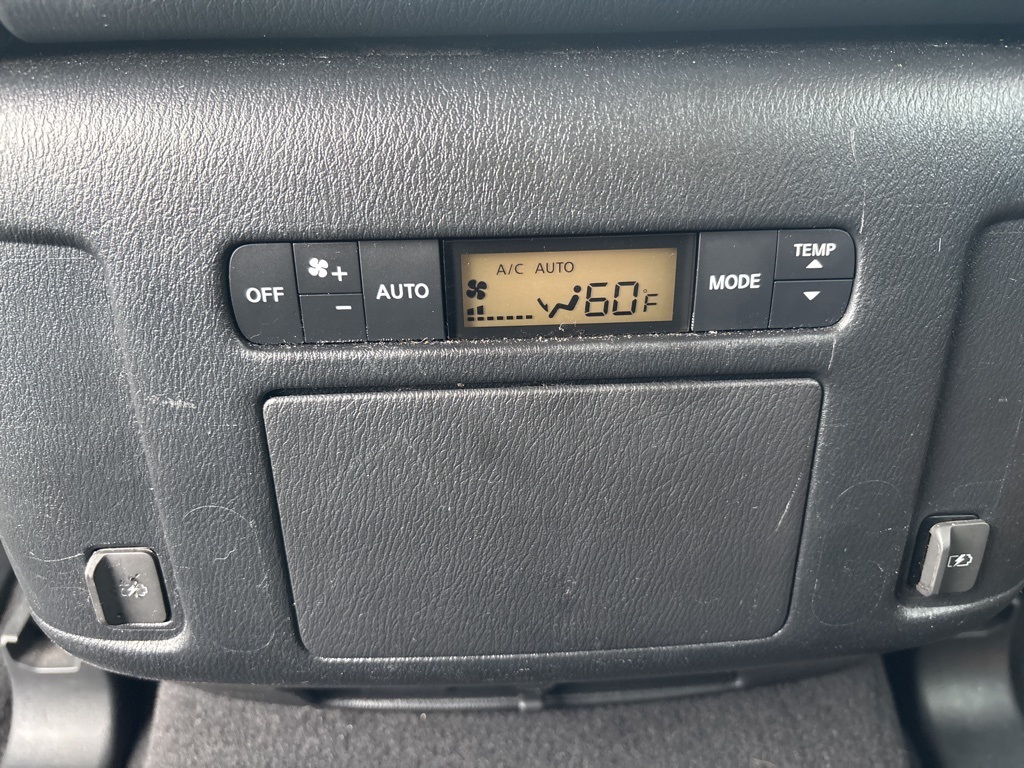 OFF
+
-
AUTO
A/C AUTO
60°F
MODE
TEMP